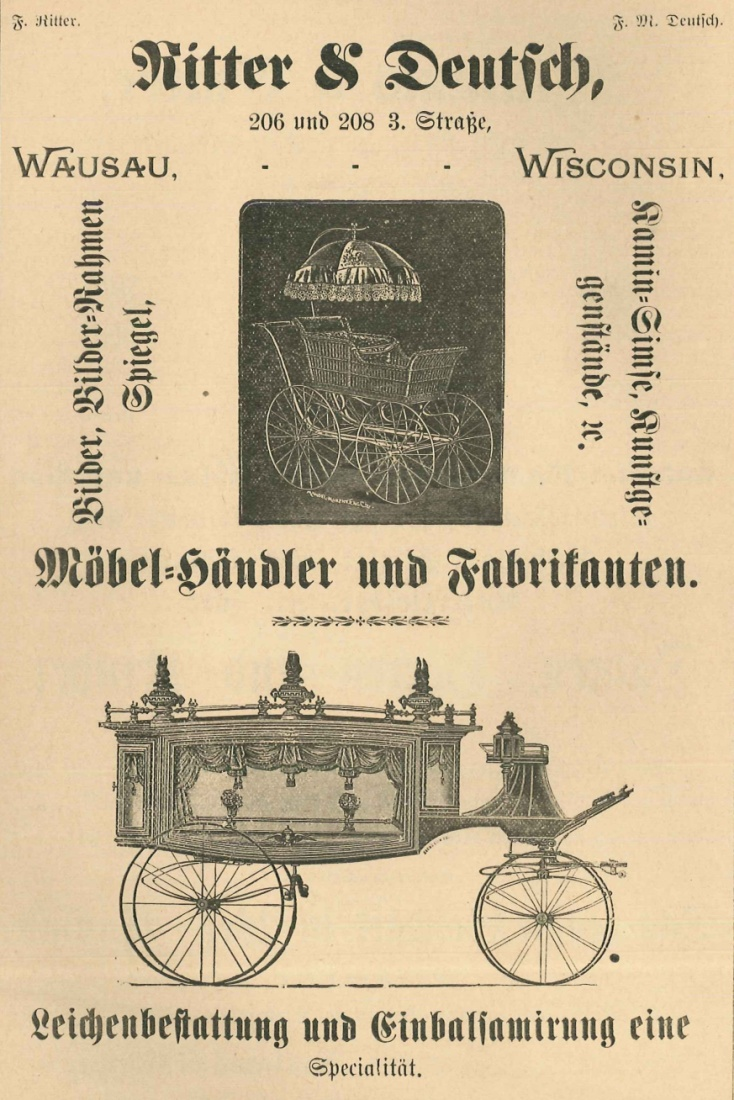 F. Ritter.
F. M. Deutsch.
Ritter & Deutsch,
206 und 208 3. Straße,
WAUSAU, - - - WISCONSIN,
Bilder, Bilder-Rahmen
Spiegel,
Kamin-Simse, Kunstge-
genstände, ꝛc.
Möbel-Händler und Fabrikanten.
Leichenbestattung und Einbalsamirung eine
Specialität.